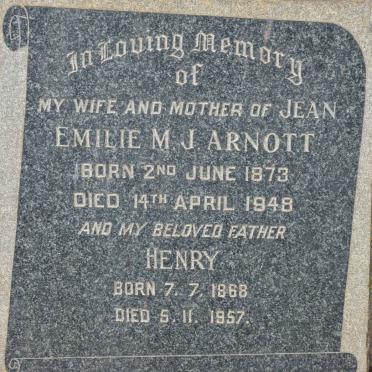 In Loving Memory
of
MY WIFE AND MOTHER OF JEAN
EMILIE M J ARNOTT
BORN 2ND JUNE 1873
DIED 14TH APRIL 1948
AND MY BELOVED FATHER
HENRY
BORN 7. 7. 1868
DIED 5. 11. 1957.